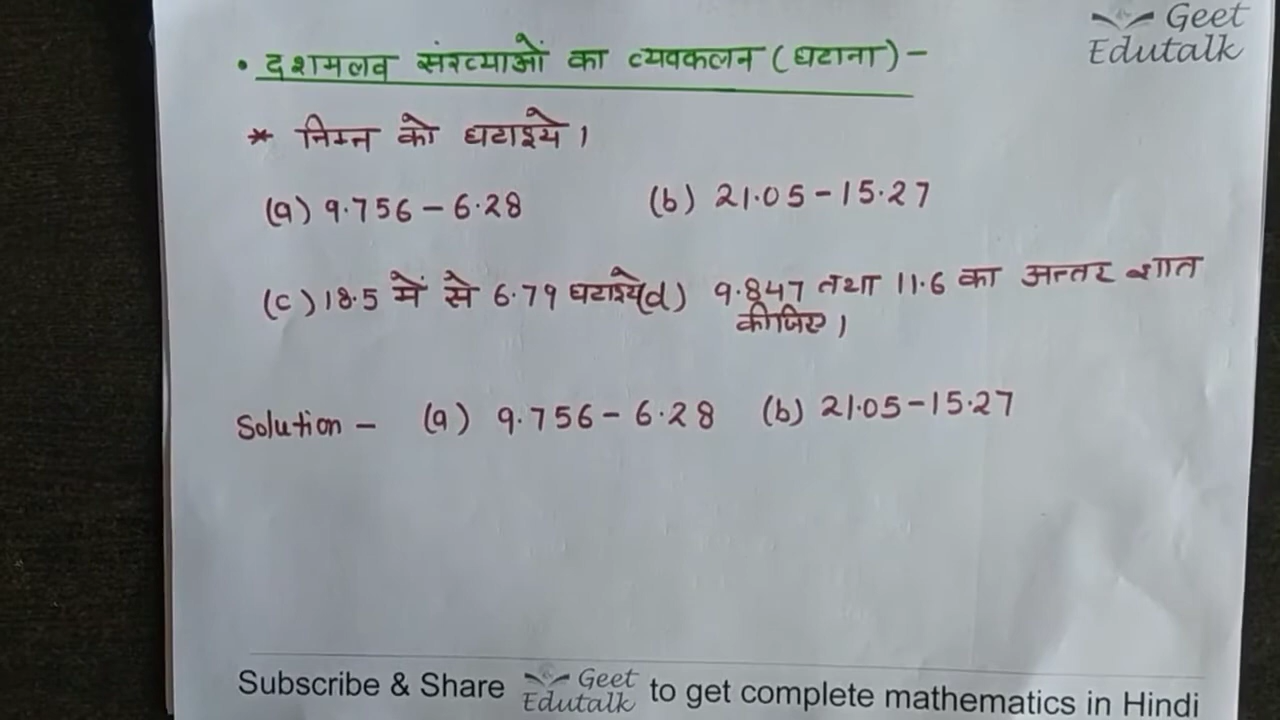 Geet
Edutalk
• दशमलव संख्याओं का व्यवकलन (घटाना) –
* निम्न को घटाइये।
(a) 9.756 – 6.28 (b) 21.05 – 15.27
(c) 18.5 में से 6.79 घटाइये (d) 9.847 तथा 11.6 का अन्तर ज्ञात
कीजिए।
Solution – (a) 9.756 – 6.28 (b) 21.05 – 15.27
Subscribe & Share Geet Edutalk to get complete mathematics in Hindi